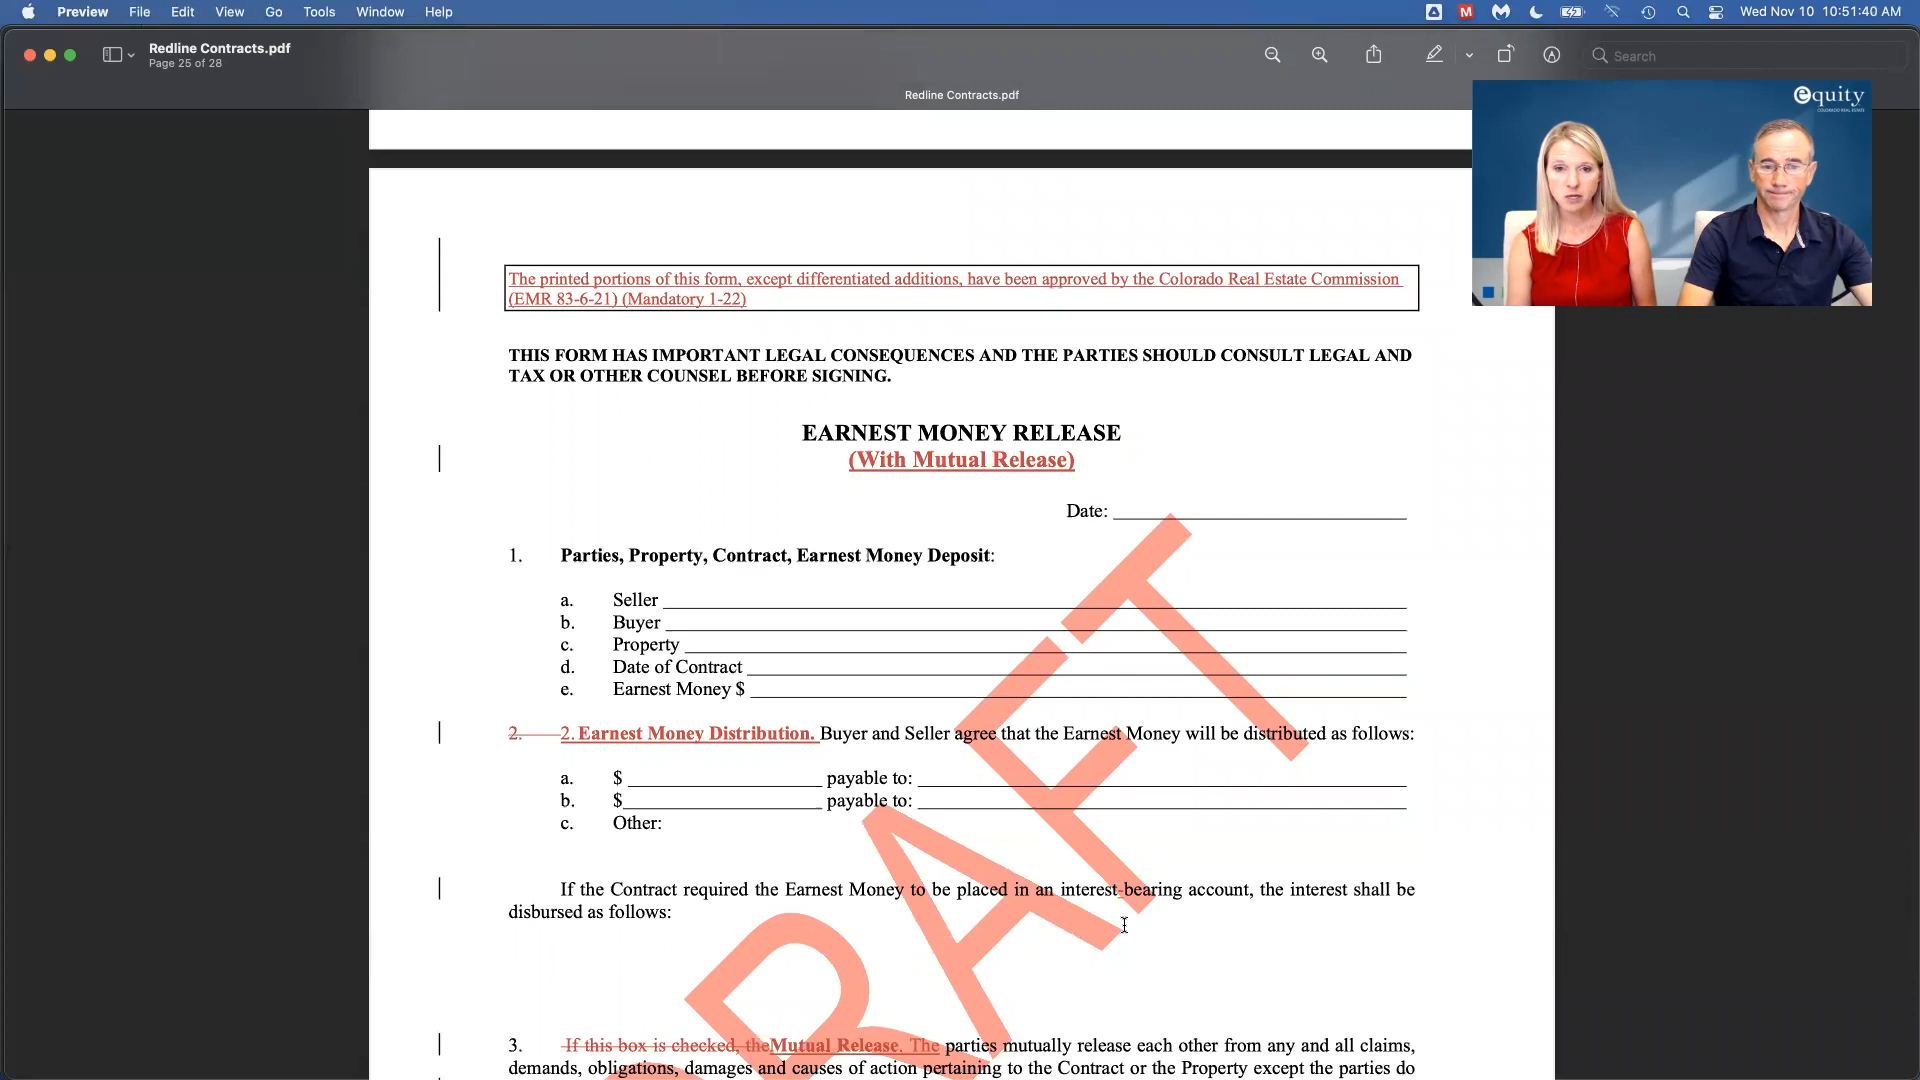 Preview File Edit View Go Tools Window Help
Wed Nov 10 10:51:40 AM
Redline Contracts.pdf
Page 25 of 28
Search
Redline Contracts.pdf
equity
COLORADO REAL ESTATE
The printed portions of this form, except differentiated additions, have been approved by the Colorado Real Estate Commission
(EMR 83-6-21) (Mandatory 1-22)
THIS FORM HAS IMPORTANT LEGAL CONSEQUENCES AND THE PARTIES SHOULD CONSULT LEGAL AND
TAX OR OTHER COUNSEL BEFORE SIGNING.
EARNEST MONEY RELEASE
(With Mutual Release)
Date:
1. Parties, Property, Contract, Earnest Money Deposit:
a. Seller
b. Buyer
c. Property
d. Date of Contract
e. Earnest Money $
2. 2. Earnest Money Distribution. Buyer and Seller agree that the Earnest Money will be distributed as follows:
a. $ payable to:
b. $ payable to:
c. Other:
If the Contract required the Earnest Money to be placed in an interest-bearing account, the interest shall be
disbursed as follows:
3. If this box is checked, theMutual Release. The parties mutually release each other from any and all claims,
demands, obligations, damages and causes of action pertaining to the Contract or the Property except the parties do
DRAFT